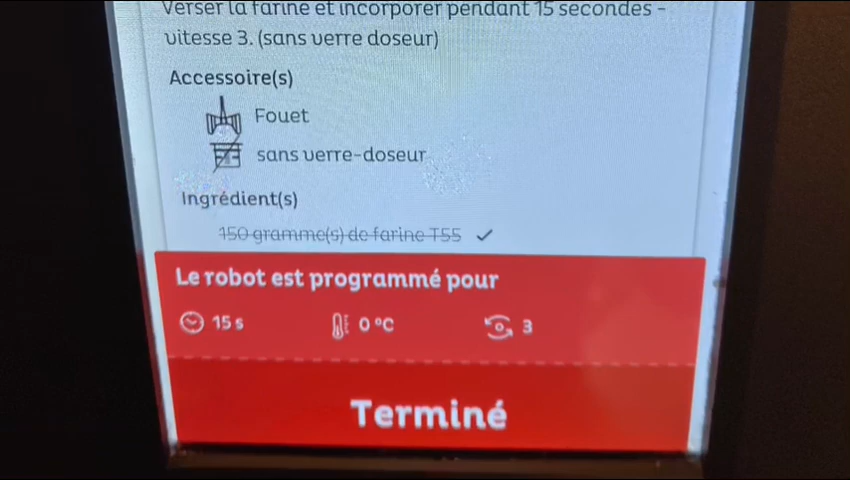 Verser la farine et incorporer pendant 15 secondes -
vitesse 3. (sans verre doseur)
Accessoire(s)
Fouet
sans verre-doseur
Ingrédient(s)
150 gramme(s) de farine T55
Le robot est programmé pour
15 s
0 °C
3
Terminé